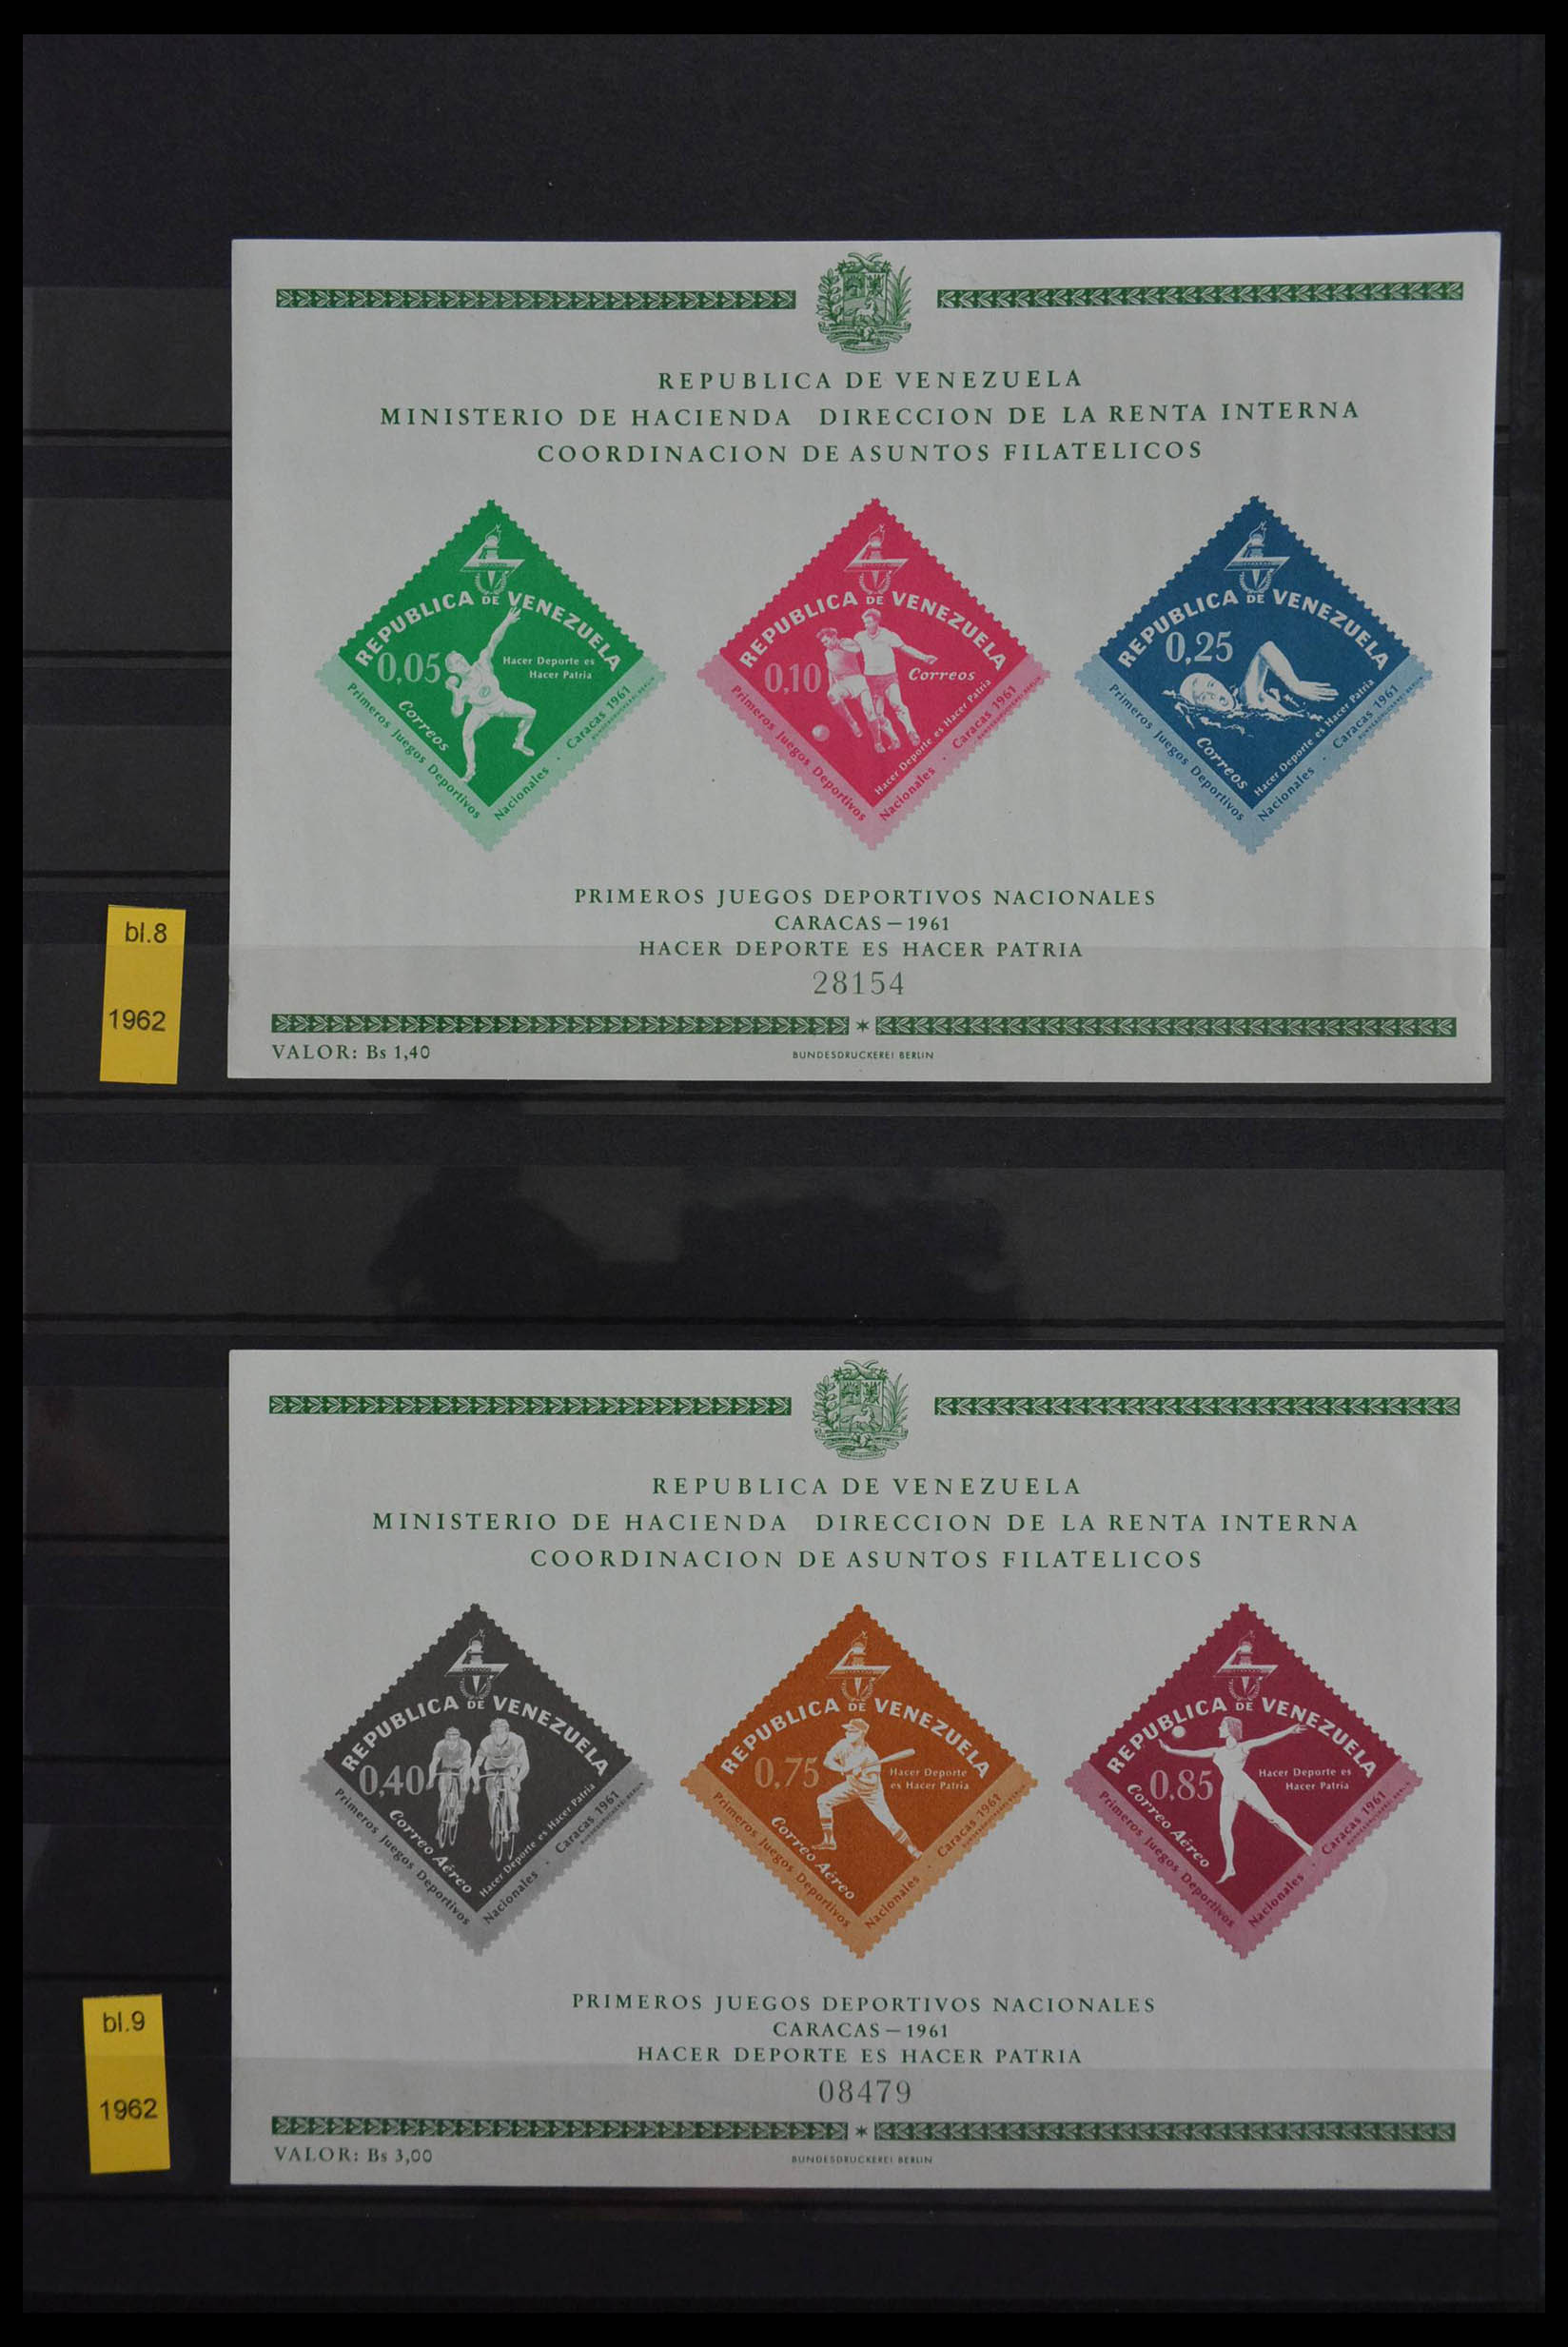 REPUBLICA DE VENEZUELA
MINISTERIO DE HACIENDA DIRECCION DE LA RENTA INTERNA
COORDINACION DE ASUNTOS FILATELICOS
REPUBLICA DE VENEZUELA
0,05
Hacer Deporte es
Hacer Patria
Correos
Primeros Juegos Deportivos Nacionales · Caracas 1961
REPUBLICA DE VENEZUELA
0,10
Correos
Hacer Deporte es Hacer Patria
Primeros Juegos Deportivos Nacionales · Caracas 1961
REPUBLICA DE VENEZUELA
0,25
Correos
Hacer Deporte es Hacer Patria
Primeros Juegos Deportivos Nacionales · Caracas 1961
PRIMEROS JUEGOS DEPORTIVOS NACIONALES
CARACAS – 1961
HACER DEPORTE ES HACER PATRIA
28154
VALOR: Bs 1,40
BUNDESDRUCKEREI BERLIN
bl.8
1962
REPUBLICA DE VENEZUELA
MINISTERIO DE HACIENDA DIRECCION DE LA RENTA INTERNA
COORDINACION DE ASUNTOS FILATELICOS
REPUBLICA DE VENEZUELA
0,40
Correo Aéreo
Hacer Deporte es Hacer Patria
Primeros Juegos Deportivos Nacionales · Caracas 1961
REPUBLICA DE VENEZUELA
0,75
Hacer Deporte
es Hacer Patria
Correo Aéreo
Primeros Juegos Deportivos Nacionales · Caracas 1961
REPUBLICA DE VENEZUELA
0,85
Hacer Deporte es
Hacer Patria
Correo Aéreo
Primeros Juegos Deportivos Nacionales · Caracas 1961
PRIMEROS JUEGOS DEPORTIVOS NACIONALES
CARACAS – 1961
HACER DEPORTE ES HACER PATRIA
08479
VALOR: Bs 3,00
BUNDESDRUCKEREI BERLIN
bl.9
1962